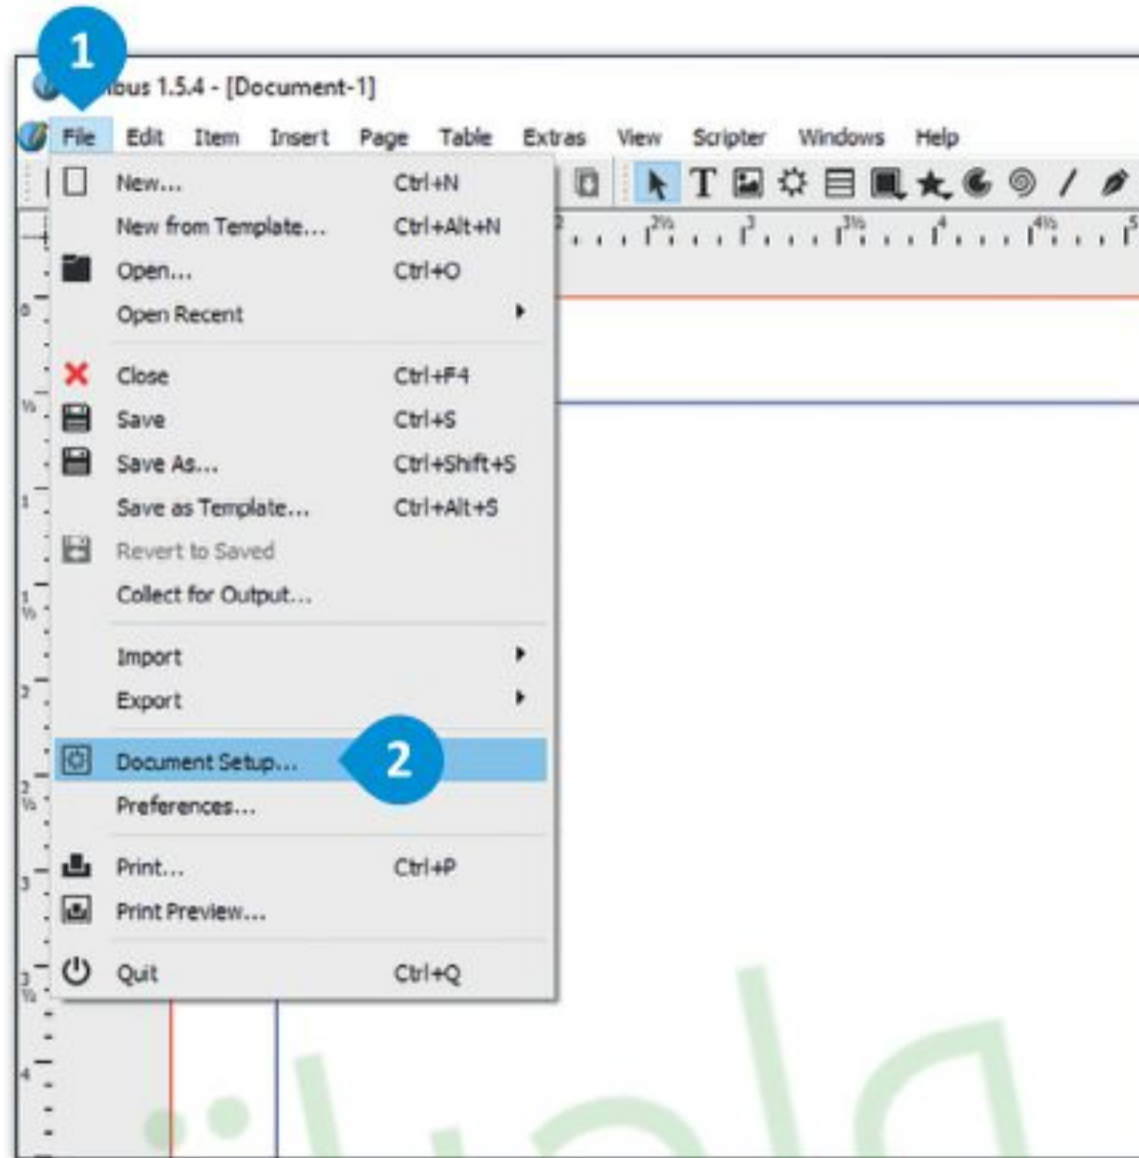 1
bus 1.5.4 - [Document-1]
File Edit Item Insert Page Table Extras View Scripter Windows Help
New... Ctrl+N
New from Template... Ctrl+Alt+N
Open... Ctrl+O
Open Recent
Close Ctrl+F4
Save Ctrl+S
Save As... Ctrl+Shift+S
Save as Template... Ctrl+Alt+S
Revert to Saved
Collect for Output...
Import
Export
Document Setup... 2
Preferences...
Print... Ctrl+P
Print Preview...
Quit Ctrl+Q